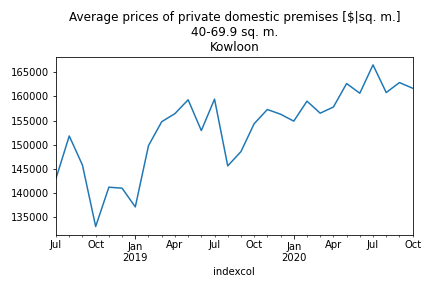 Average prices of private domestic premises [$|sq. m.]
40-69.9 sq. m.
Kowloon
165000
160000
155000
150000
145000
140000
135000
Jul Oct Jan Apr Jul Oct Jan Apr Jul Oct
2019 2020
indexcol